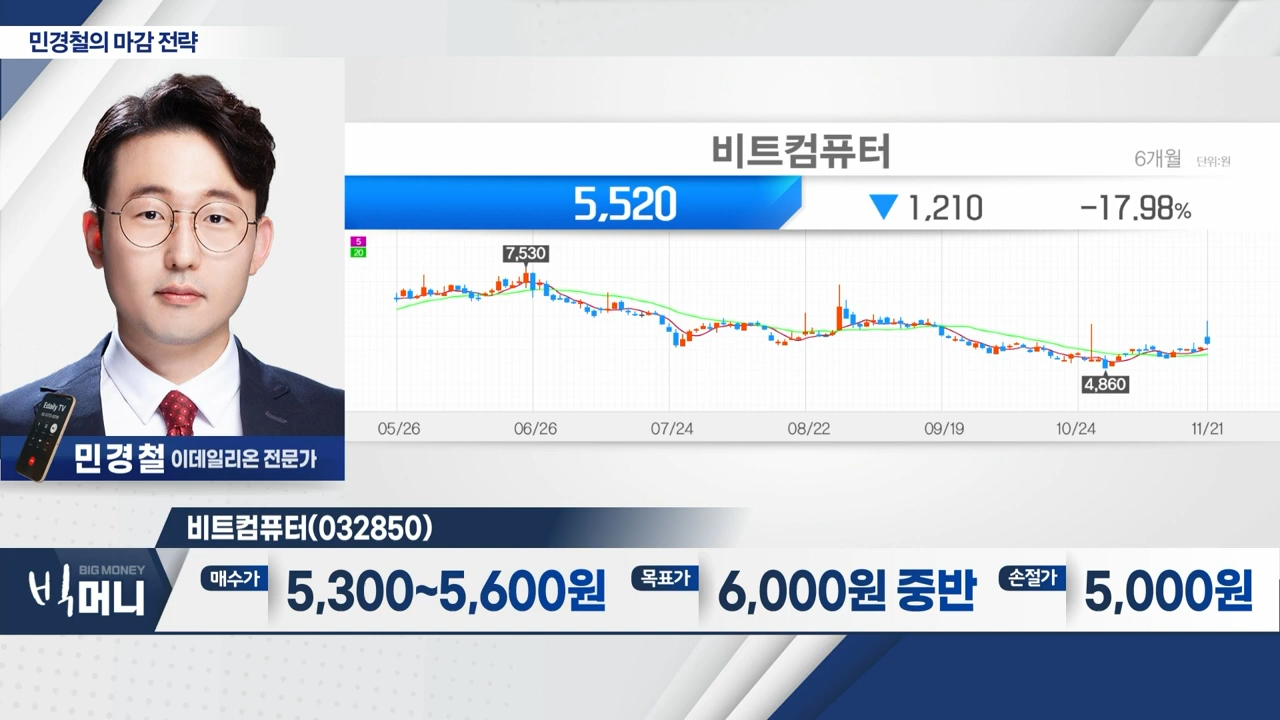 민경철의 마감 전략
비트컴퓨터
6개월 단위:원
5,520 ▼1,210 -17.98%
5
20
7,530
4,860
05/26 06/26 07/24 08/22 09/19 10/24 11/21
Edaily TV
민경철 이데일리온 전문가
비트컴퓨터(032850)
빅머니 BIG MONEY
매수가 5,300~5,600원 목표가 6,000원 중반 손절가 5,000원